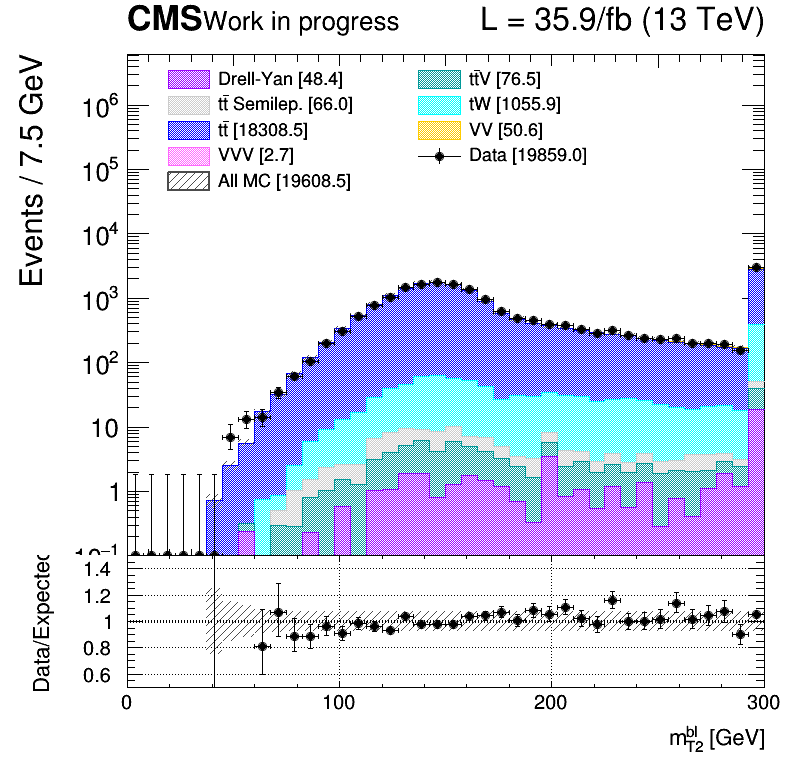 CMS Work in progress L = 35.9/fb (13 TeV)
Drell-Yan [48.4] tt̄V [76.5]
tt̄ Semilep. [66.0] tW [1055.9]
tt̄ [18308.5] VV [50.6]
VVV [2.7] Data [19859.0]
All MC [19608.5]
Events / 7.5 GeV
10⁶
10⁵
10⁴
10³
10²
10
1
10⁻¹
Data/Expected
1.4
1.2
1
0.8
0.6
0 100 200 300
m_{T2}^{bl} [GeV]